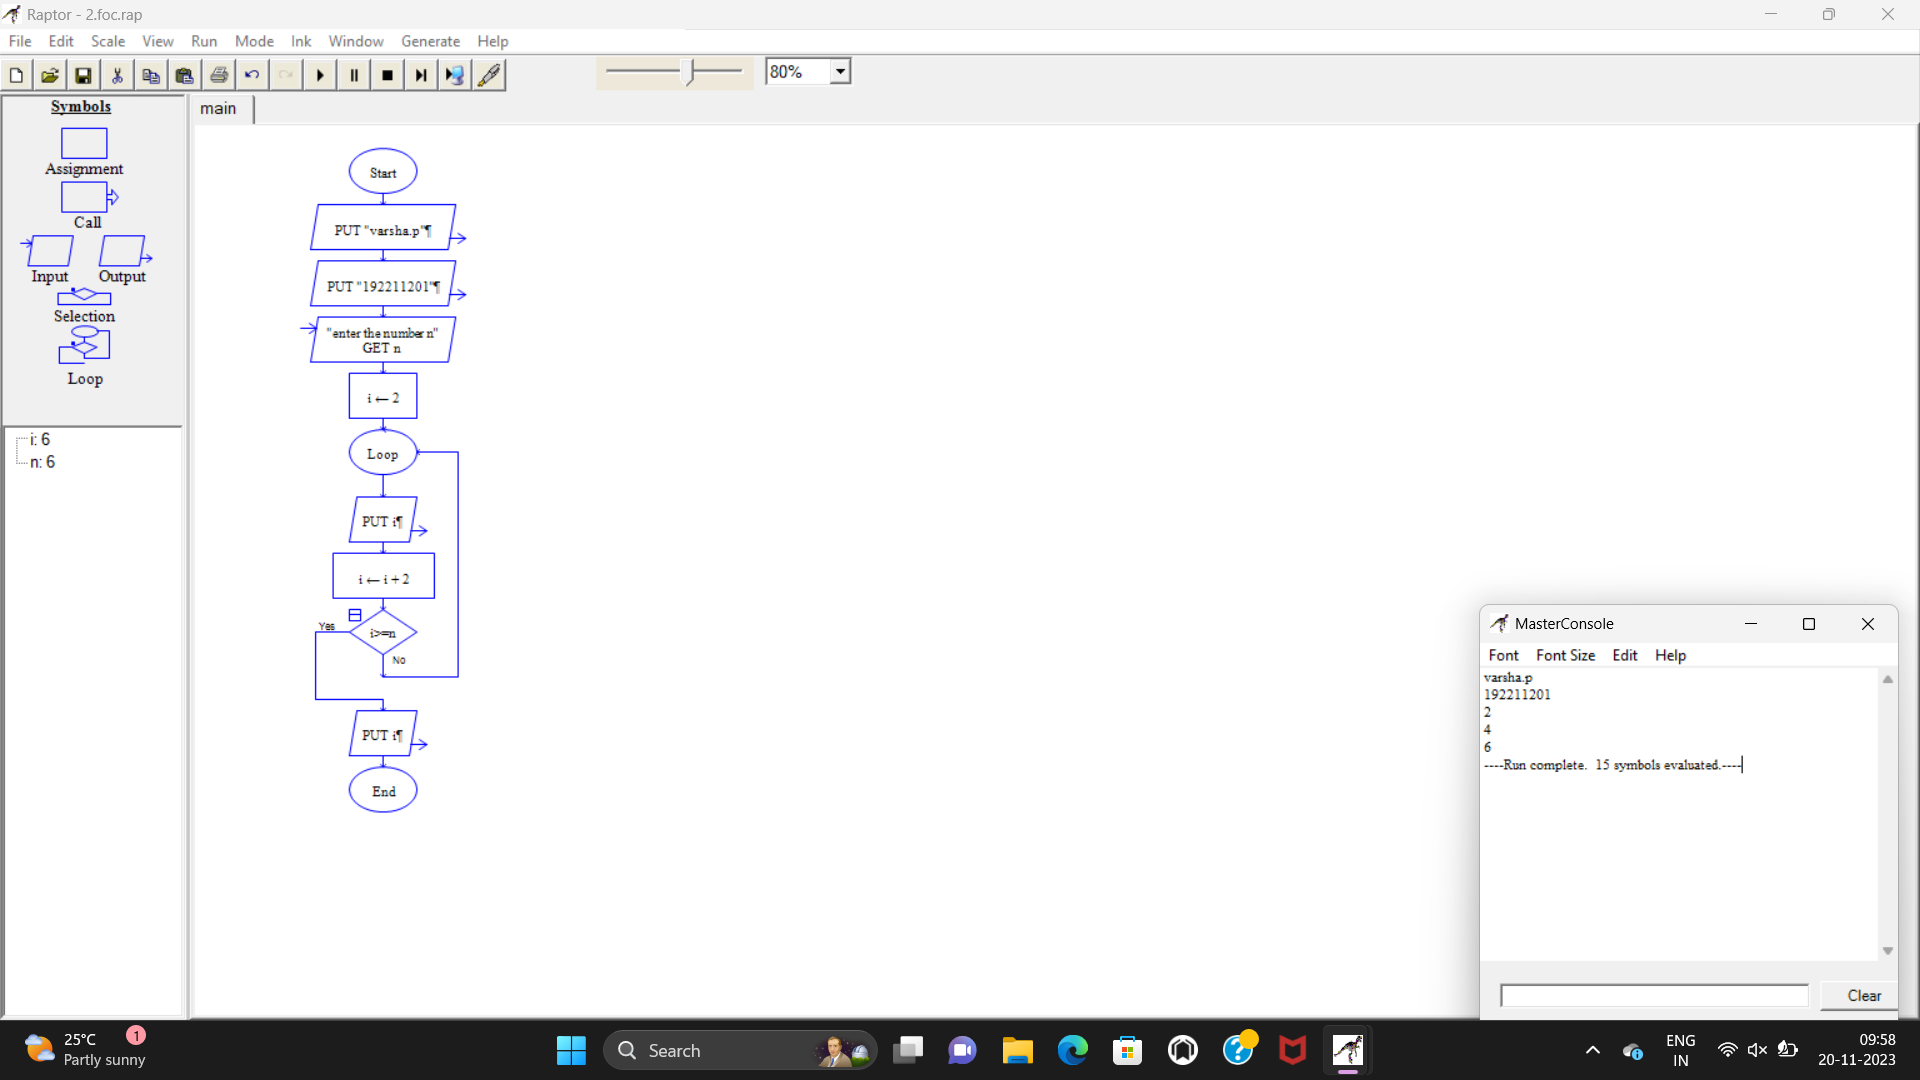 Raptor - 2.foc.rap
File Edit Scale View Run Mode Ink Window Generate Help
80%
Symbols
Assignment
Call
Input Output
Selection
Loop
i: 6
n: 6
main
Start
PUT "varsha.p"¶
PUT "192211201"¶
"enter the number n"
GET n
i ← 2
Loop
PUT i¶
i ← i + 2
i>=n
Yes
No
PUT i¶
End
MasterConsole
Font Font Size Edit Help
varsha.p
192211201
2
4
6
----Run complete. 15 symbols evaluated.----
Clear
25°C
Partly sunny
1
Search
ENG
IN
09:58
20-11-2023